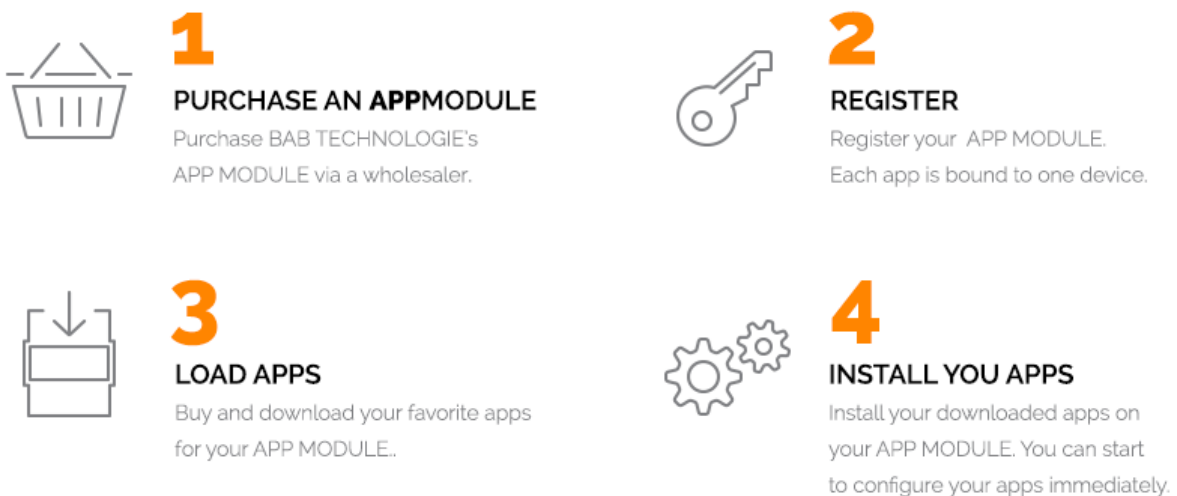 1
PURCHASE AN APPMODULE
Purchase BAB TECHNOLOGIE's
APP MODULE via a wholesaler.
2
REGISTER
Register your APP MODULE.
Each app is bound to one device.
3
LOAD APPS
Buy and download your favorite apps
for your APP MODULE..
4
INSTALL YOU APPS
Install your downloaded apps on
your APP MODULE. You can start
to configure your apps immediately.